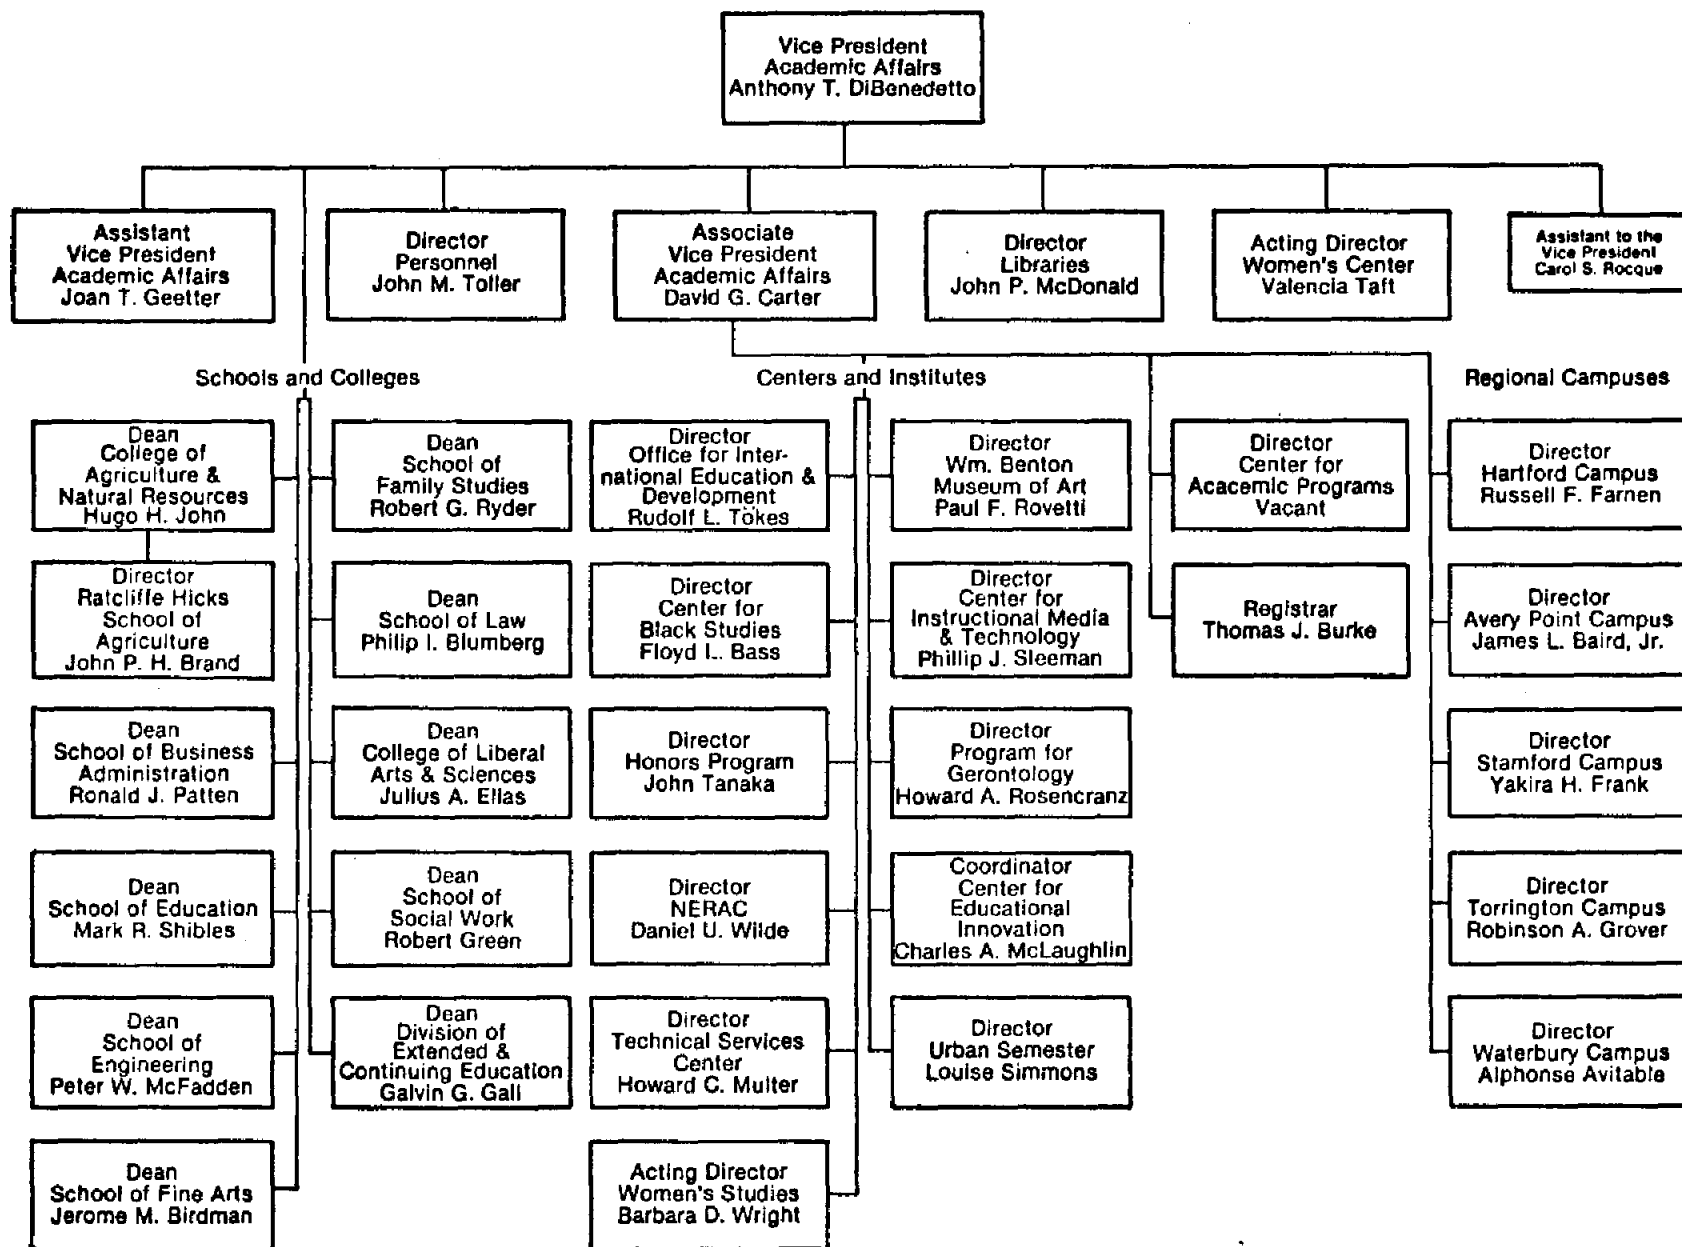 Vice President
Academic Affairs
Anthony T. DiBenedetto
Assistant
Vice President
Academic Affairs
Joan T. Geetter
Director
Personnel
John M. Toller
Associate
Vice President
Academic Affairs
David G. Carter
Director
Libraries
John P. McDonald
Acting Director
Women's Center
Valencia Taft
Assistant to the
Vice President
Carol S. Rocque
Schools and Colleges
Centers and Institutes
Regional Campuses
Dean
College of
Agriculture &
Natural Resources
Hugo H. John
Dean
School of
Family Studies
Robert G. Ryder
Director
Office for Inter-
national Education &
Development
Rudolf L. Tökes
Director
Wm. Benton
Museum of Art
Paul F. Rovetti
Director
Center for
Acacemic Programs
Vacant
Director
Hartford Campus
Russell F. Farnen
Director
Ratcliffe Hicks
School of
Agriculture
John P. H. Brand
Dean
School of Law
Philip I. Blumberg
Director
Center for
Black Studies
Floyd L. Bass
Director
Center for
Instructional Media
& Technology
Phillip J. Sleeman
Registrar
Thomas J. Burke
Director
Avery Point Campus
James L. Baird, Jr.
Dean
School of Business
Administration
Ronald J. Patten
Dean
College of Liberal
Arts & Sciences
Julius A. Elias
Director
Honors Program
John Tanaka
Director
Program for
Gerontology
Howard A. Rosencranz
Director
Stamford Campus
Yakira H. Frank
Dean
School of Education
Mark R. Shibles
Dean
School of
Social Work
Robert Green
Director
NERAC
Daniel U. Wilde
Coordinator
Center for
Educational
Innovation
Charles A. McLaughlin
Director
Torrington Campus
Robinson A. Grover
Dean
School of
Engineering
Peter W. McFadden
Dean
Division of
Extended &
Continuing Education
Galvin G. Gall
Director
Technical Services
Center
Howard C. Multer
Director
Urban Semester
Louise Simmons
Director
Waterbury Campus
Alphonse Avitable
Dean
School of Fine Arts
Jerome M. Birdman
Acting Director
Women's Studies
Barbara D. Wright